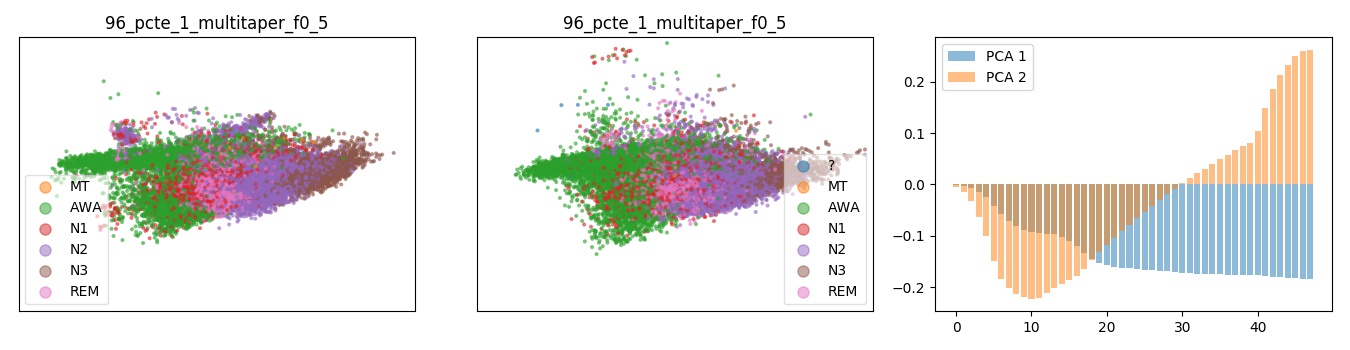 96_pcte_1_multitaper_f0_5
MT
AWA
N1
N2
N3
REM
96_pcte_1_multitaper_f0_5
?
MT
AWA
N1
N2
N3
REM
PCA 1
PCA 2
0.2
0.1
0.0
−0.1
−0.2
0 10 20 30 40